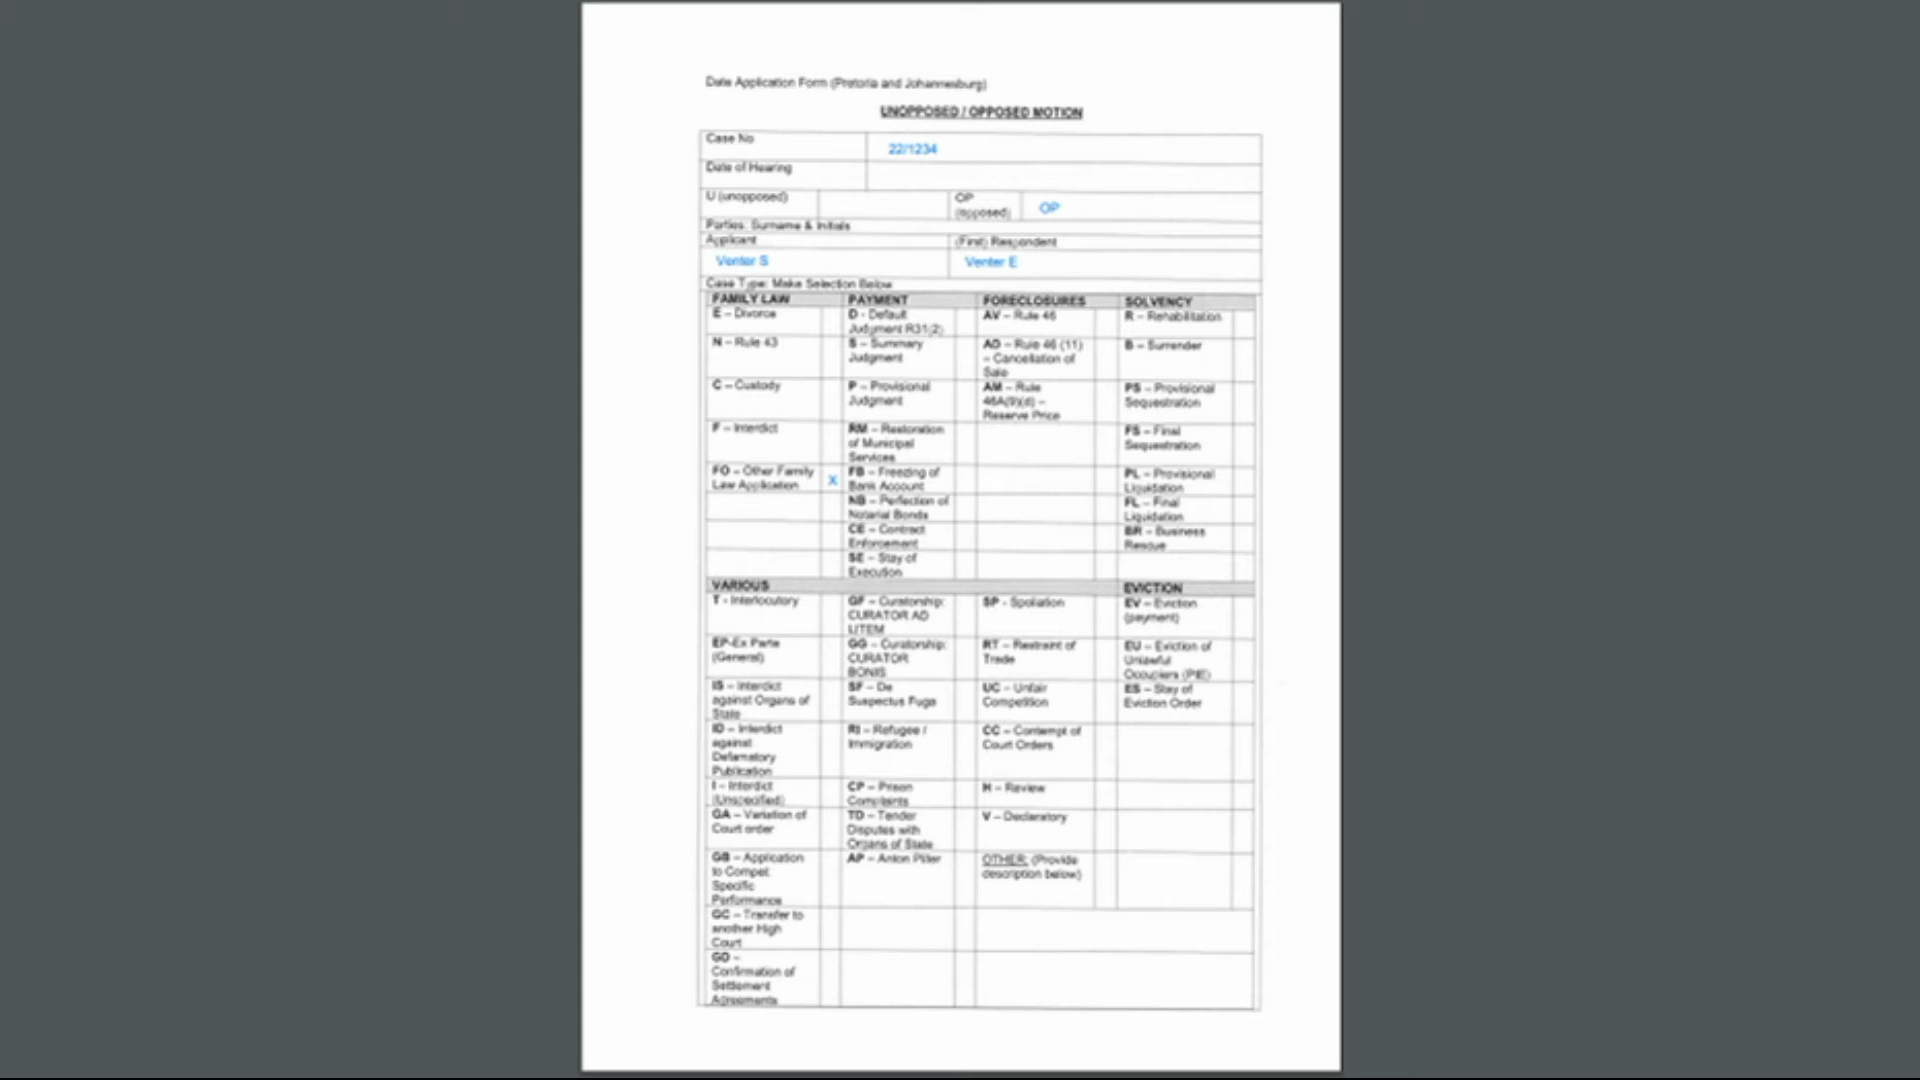 Date Application Form (Pretoria and Johannesburg)
UNOPPOSED / OPPOSED MOTION
Case No
22/1234
Date of Hearing
U (unopposed)
OP
(opposed)
OP
Parties: Surname & Initials
Applicant
(First) Respondent
Venter S
Venter E
Case Type: Make Selection Below
FAMILY LAW
PAYMENT
FORECLOSURES
SOLVENCY
E – Divorce
D - Default
Judgment R31(2)
AV – Rule 46
R – Rehabilitation
N – Rule 43
S – Summary
Judgment
AD – Rule 46 (11)
– Cancellation of
Sale
B – Surrender
C – Custody
P – Provisional
Judgment
AM – Rule
46A(9)(d) –
Reserve Price
PS – Provisional
Sequestration
F – Interdict
RM – Restoration
of Municipal
Services
FS – Final
Sequestration
FO – Other Family
Law Application
X
FB – Freezing of
Bank Account
PL – Provisional
Liquidation
NB – Perfection of
Notarial Bonds
FL – Final
Liquidation
CE – Contract
Enforcement
BR – Business
Rescue
SE – Stay of
Execution
VARIOUS
EVICTION
T - Interlocutory
GF – Curatorship:
CURATOR AD
LITEM
SP - Spoliation
EV – Eviction
(payment)
EP-Ex Parte
(General)
GG – Curatorship:
CURATOR
BONIS
RT – Restraint of
Trade
EU – Eviction of
Unlawful
Occupiers (PIE)
IS – Interdict
against Organs of
State
SF – De
Suspectus Fuga
UC – Unfair
Competition
ES – Stay of
Eviction Order
ID – Interdict
against
Defamatory
Publication
RI – Refugee /
Immigration
CC – Contempt of
Court Orders
I – Interdict
(Unspecified)
CP – Prison
Complaints
H – Review
GA – Variation of
Court order
TD – Tender
Disputes with
Organs of State
V – Declaratory
GB – Application
to Compel:
Specific
Performance
AP – Anton Piller
OTHER: (Provide
description below)
GC – Transfer to
another High
Court
GD –
Confirmation of
Settlement
Agreements